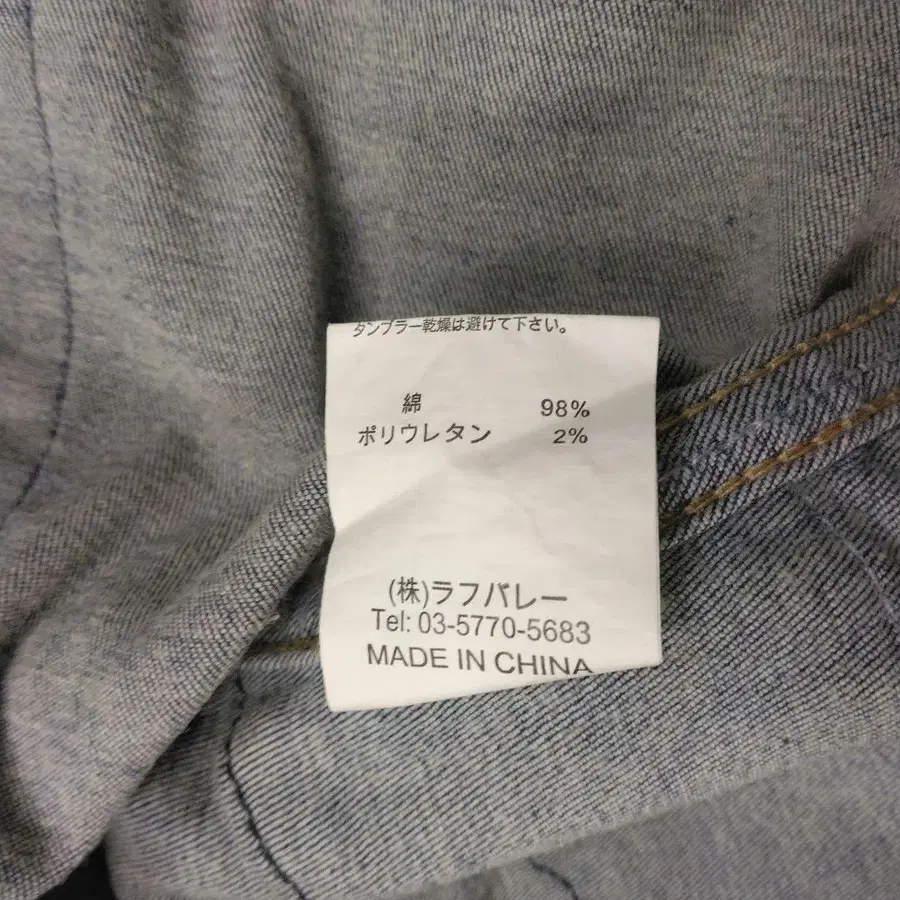 タンブラー乾燥は避けて下さい。
綿 98%
ポリウレタン 2%
(株)ラフバレー
Tel: 03-5770-5683
MADE IN CHINA